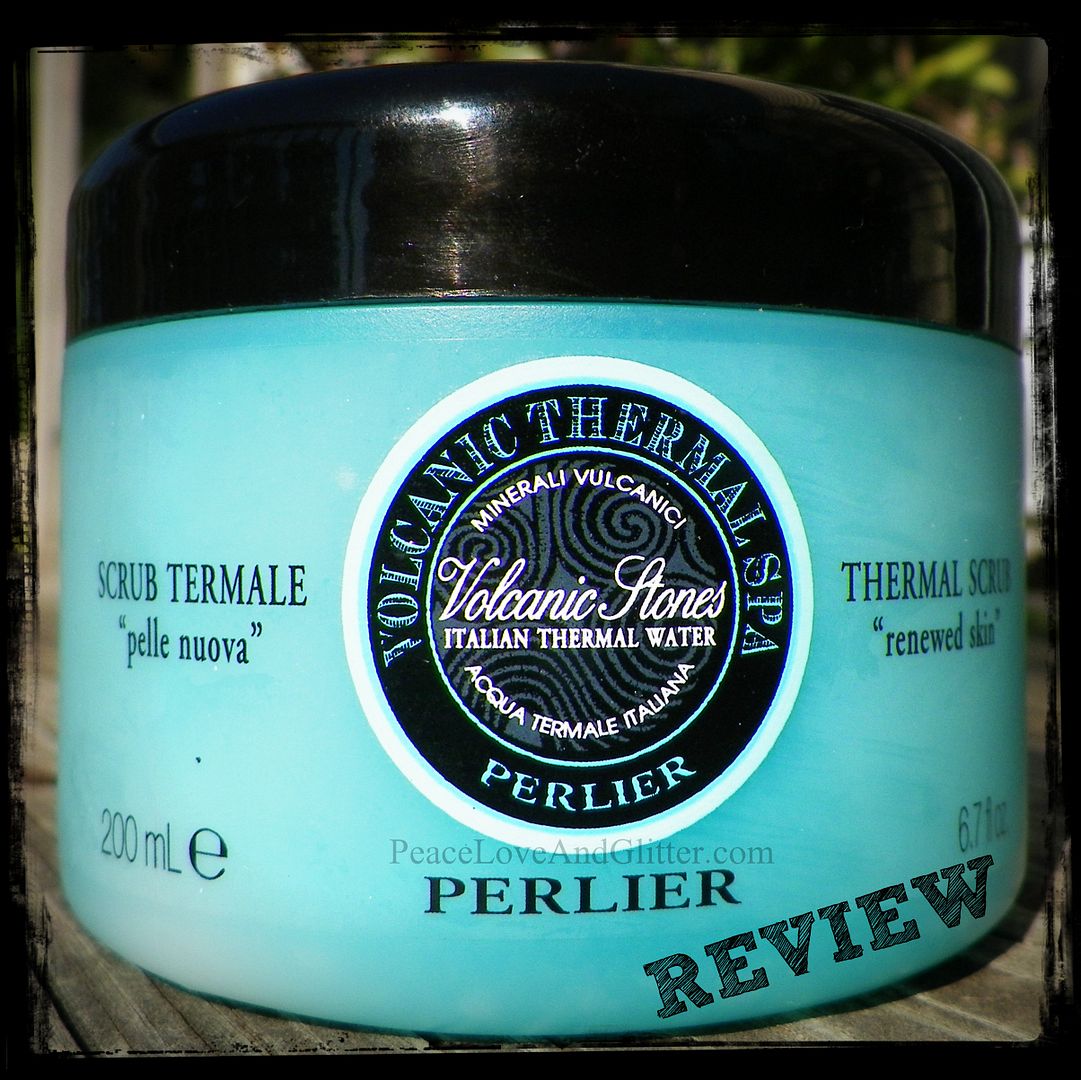 VOLCANIC THERMAL SPA
MINERALI VULCANICI
Volcanic Stones
ITALIAN THERMAL WATER
ACQUA TERMALE ITALIANA
PERLIER
SCRUB TERMALE
"pelle nuova"
THERMAL SCRUB
"renewed skin"
200 mL e
6.7 fl oz
PeaceLoveAndGlitter.com
PERLIER
REVIEW